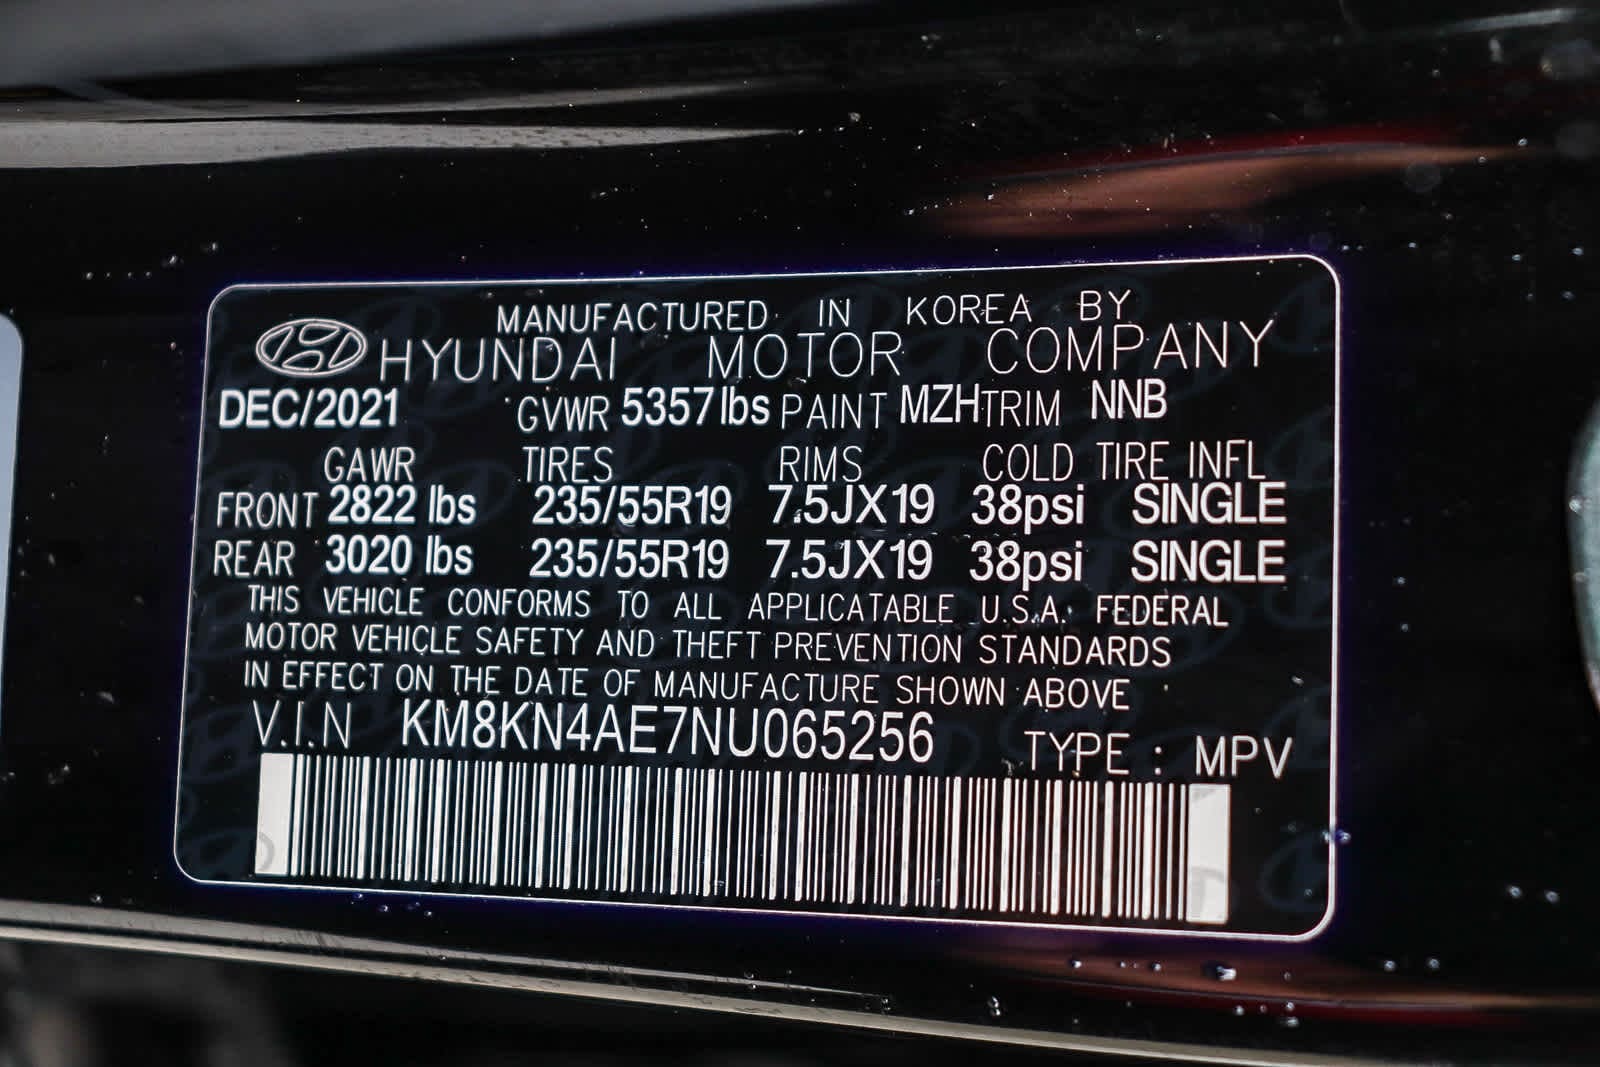 MANUFACTURED IN KOREA BY
HYUNDAI MOTOR COMPANY
DEC/2021 GVWR 5357lbs PAINT MZH TRIM NNB
GAWR TIRES RIMS COLD TIRE INFL
FRONT 2822 lbs 235/55R19 7.5JX19 38psi SINGLE
REAR 3020 lbs 235/55R19 7.5JX19 38psi SINGLE
THIS VEHICLE CONFORMS TO ALL APPLICATABLE U.S.A. FEDERAL
MOTOR VEHICLE SAFETY AND THEFT PREVENTION STANDARDS
IN EFFECT ON THE DATE OF MANUFACTURE SHOWN ABOVE
V.I.N KM8KN4AE7NU065256 TYPE : MPV